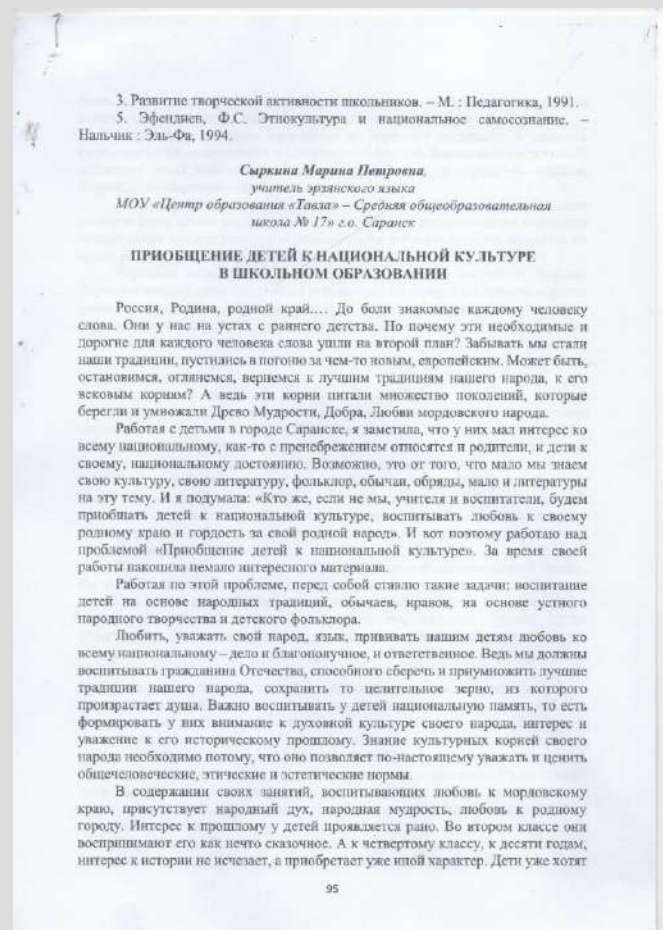 3. Развитие творческой активности школьников. – М. : Педагогика, 1991.
5. Эфендиев, Ф.С. Этнокультура и национальное самосознание. –
Нальчик : Эль-Фа, 1994.
Сыркина Марина Петровна,
учитель эрзянского языка
МОУ «Центр образования «Тавла» – Средняя общеобразовательная
школа № 17» г.о. Саранск
ПРИОБЩЕНИЕ ДЕТЕЙ К НАЦИОНАЛЬНОЙ КУЛЬТУРЕ
В ШКОЛЬНОМ ОБРАЗОВАНИИ
Россия, Родина, родной край…. До боли знакомые каждому человеку
слова. Они у нас на устах с раннего детства. Но почему эти необходимые и
дорогие для каждого человека слова ушли на второй план? Забывать мы стали
наши традиции, пустились в погоню за чем-то новым, европейским. Может быть,
остановимся, оглянемся, вернемся к лучшим традициям нашего народа, к его
вековым корням? А ведь эти корни питали множество поколений, которые
берегли и умножали Древо Мудрости, Добра, Любви мордовского народа.
Работая с детьми в городе Саранске, я заметила, что у них мал интерес ко
всему национальному, как-то с пренебрежением относятся и родители, и дети к
своему, национальному достоянию. Возможно, это от того, что мало мы знаем
свою культуру, свою литературу, фольклор, обычаи, обряды, мало и литературы
на эту тему. И я подумала: «Кто же, если не мы, учителя и воспитатели, будем
приобщать детей к национальной культуре, воспитывать любовь к своему
родному краю и гордость за свой родной народ». И вот поэтому работаю над
проблемой «Приобщение детей к национальной культуре». За время своей
работы накопила немало интересного материала.
Работая по этой проблеме, перед собой ставлю такие задачи: воспитание
детей на основе народных традиций, обычаев, нравов, на основе устного
народного творчества и детского фольклора.
Любить, уважать свой народ, язык, прививать нашим детям любовь ко
всему национальному – дело и благополучное, и ответственное. Ведь мы должны
воспитывать гражданина Отечества, способного сберечь и приумножить лучшие
традиции нашего народа, сохранить то целительное зерно, из которого
произрастает душа. Важно воспитывать у детей национальную память, то есть
формировать у них внимание к духовной культуре своего народа, интерес и
уважение к его историческому прошлому. Знание культурных корней своего
народа необходимо потому, что оно позволяет по-настоящему уважать и ценить
общечеловеческие, этические и эстетические нормы.
В содержании своих занятий, воспитывающих любовь к мордовскому
краю, присутствует народный дух, народная мудрость, любовь к родному
городу. Интерес к прошлому у детей проявляется рано. Во втором классе они
воспринимают его как нечто сказочное. А к четвертому классу, к десяти годам,
интерес к истории не исчезает, а приобретает уже иной характер. Дети уже хотят
95